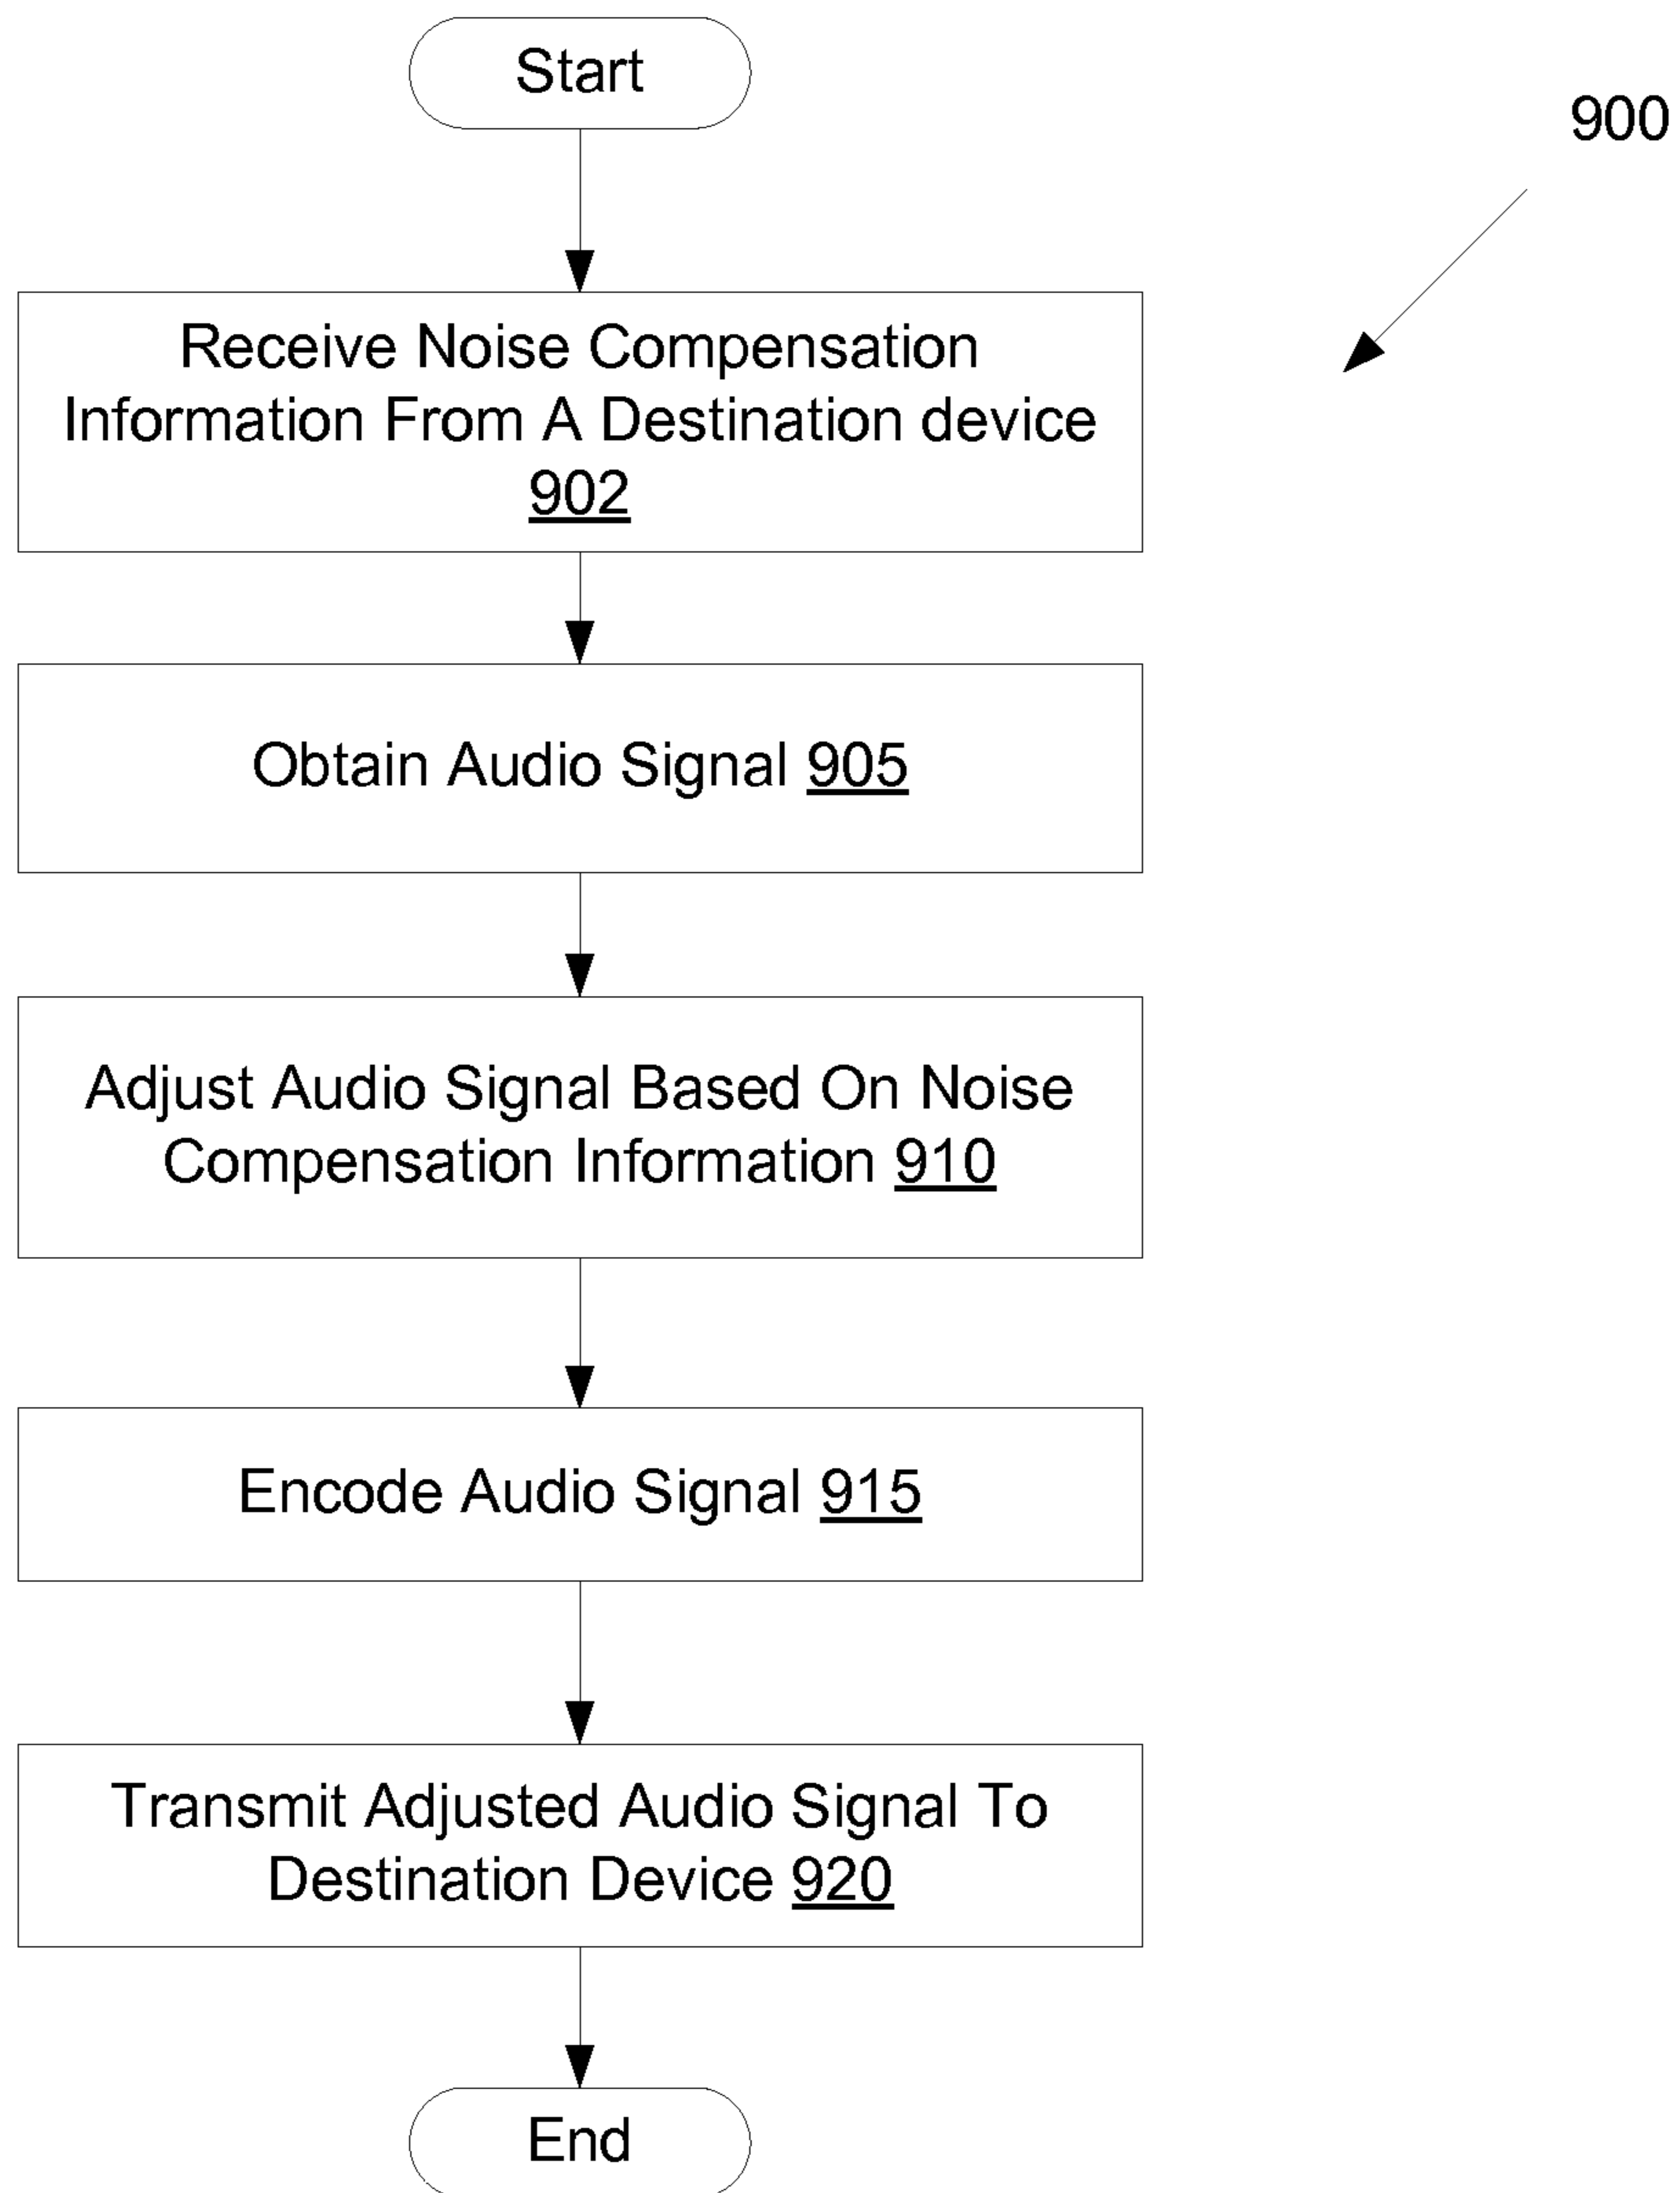 Start
900
Receive Noise Compensation
Information From A Destination device
902
Obtain Audio Signal 905
Adjust Audio Signal Based On Noise
Compensation Information 910
Encode Audio Signal 915
Transmit Adjusted Audio Signal To
Destination Device 920
End